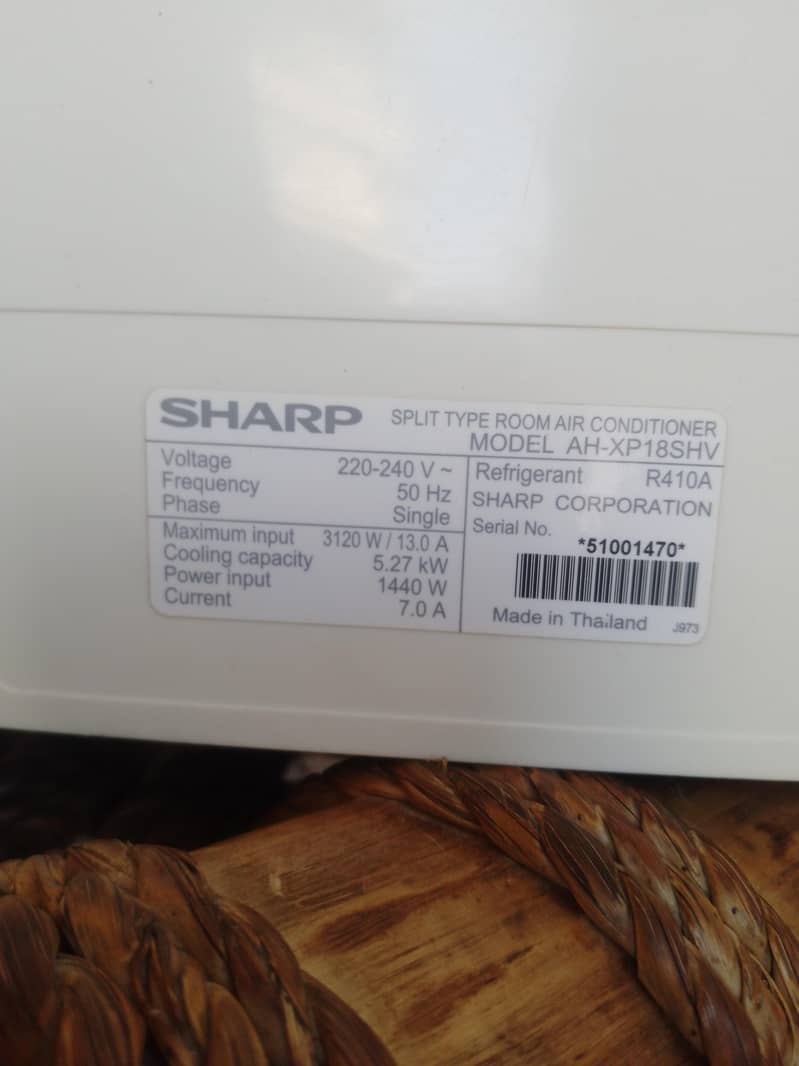 SHARP SPLIT TYPE ROOM AIR CONDITIONER
MODEL AH-XP18SHV
Voltage 220-240 V ~
Frequency 50 Hz
Phase Single
Maximum input 3120 W / 13.0 A
Cooling capacity 5.27 kW
Power input 1440 W
Current 7.0 A
Refrigerant R410A
SHARP CORPORATION
Serial No.
*51001470*
Made in Thailand J973